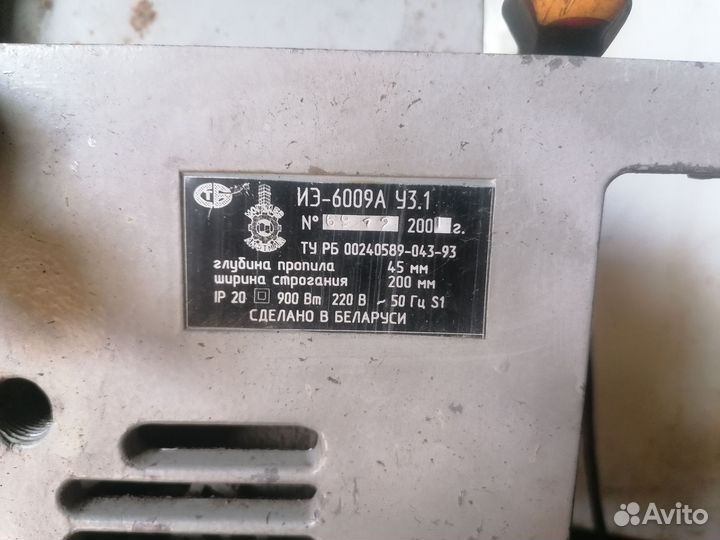 ИЭ-6009А У3.1
№ 200 г.
ТУ РБ 00240589-043-93
глубина пропила 45 мм
ширина строгания 200 мм
IP 20 900 Вт 220 В ~ 50 Гц S1
СДЕЛАНО В БЕЛАРУСИ
Avito